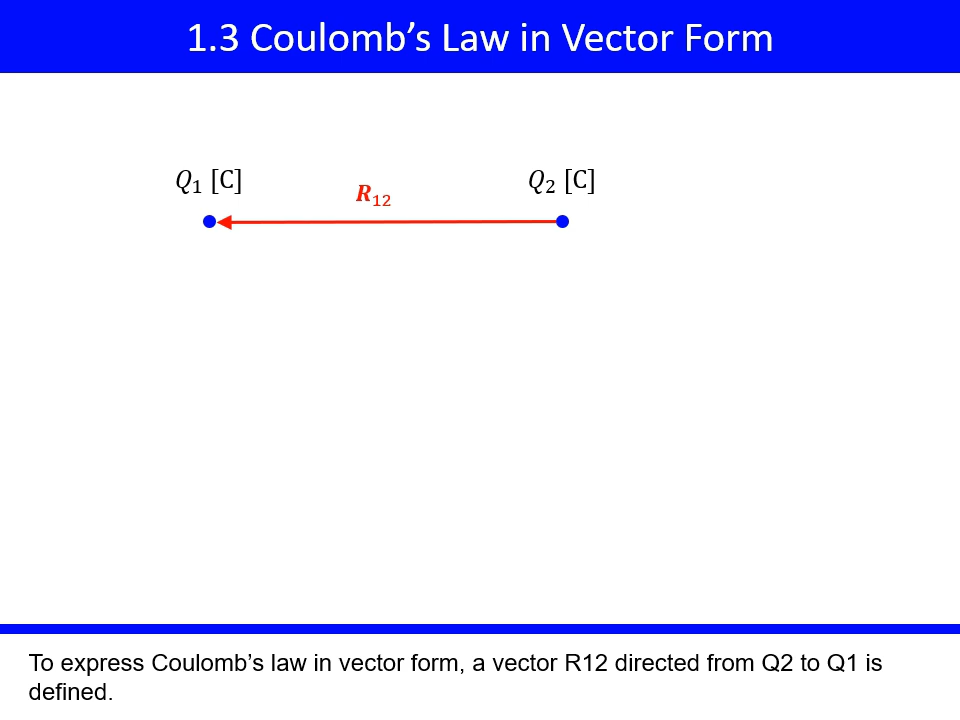 1.3 Coulomb’s Law in Vector Form
Q₁ [C]
R₁₂
Q₂ [C]
To express Coulomb’s law in vector form, a vector R12 directed from Q2 to Q1 is
defined.